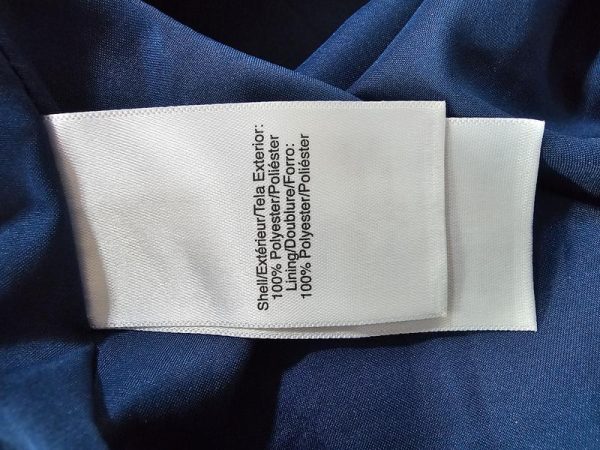 Shell/Extérieur/Tela Exterior:
100% Polyester/Poliéster
Lining/Doublure/Forro:
100% Polyester/Poliéster